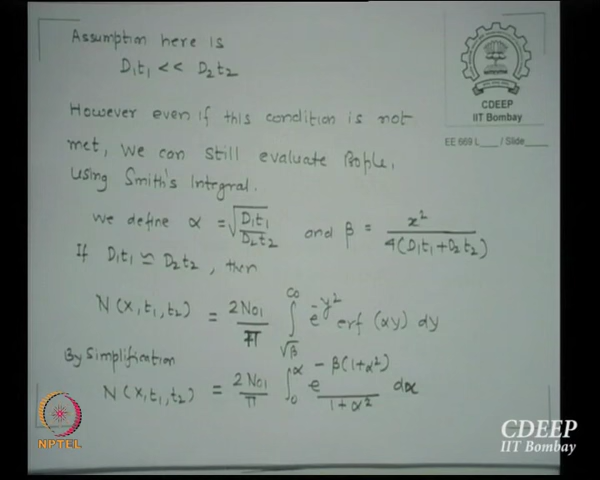 Assumption here is
D₁t₁ << D₂t₂
However even if this condition is not
met, We can still evaluate Profile,
using Smith's Integral.
We define α = √(D₁t₁/D₂t₂) and β = x²/4(D₁t₁+D₂t₂)
If D₁t₁ ≃ D₂t₂, then
N(x,t₁,t₂) = 2N₀₁/√π ∫_√β^∞ e^-y² erf(αy) dy
By Simplification
N(x,t₁,t₂) = 2N₀₁/π ∫₀^α e^-β(1+α²)/1+α² dα
CDEEP
IIT Bombay
EE 669 L____ / Slide_____
NPTEL
CDEEP
IIT Bombay